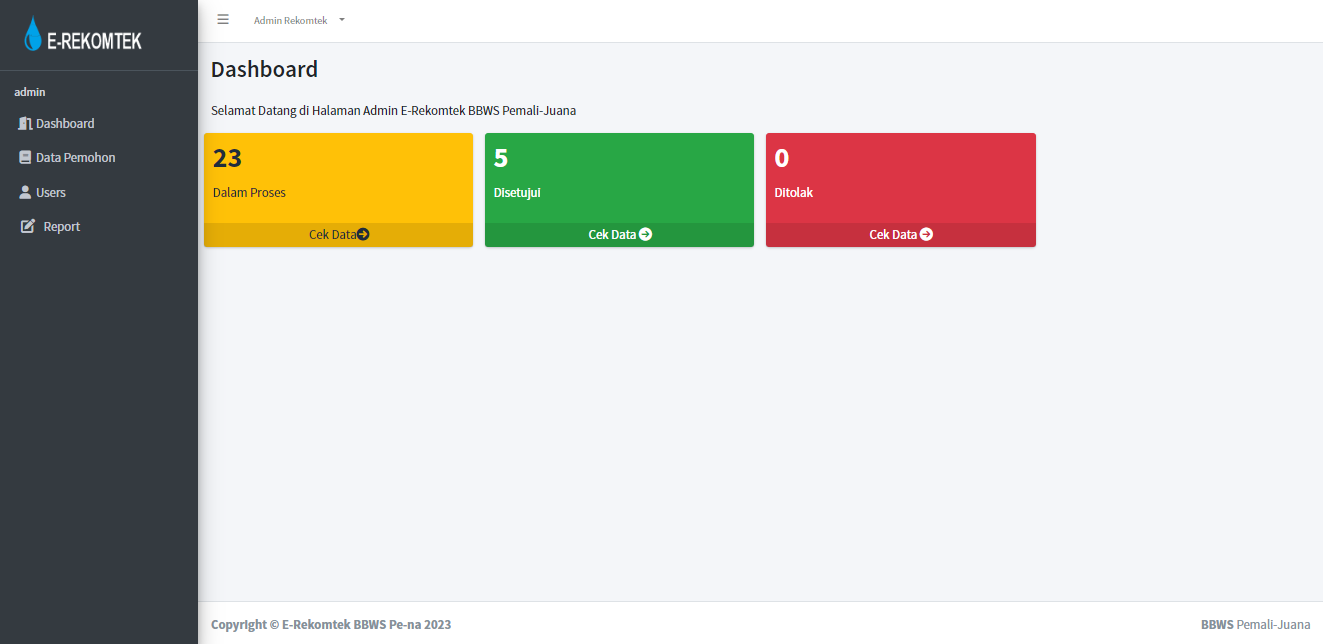 E-REKOMTEK
Admin Rekomtek
admin
Dashboard
Data Pemohon
Users
Report
Dashboard
Selamat Datang di Halaman Admin E-Rekomtek BBWS Pemali-Juana
23
Dalam Proses
Cek Data
5
Disetujui
Cek Data
0
Ditolak
Cek Data
Copyright © E-Rekomtek BBWS Pe-na 2023
BBWS Pemali-Juana